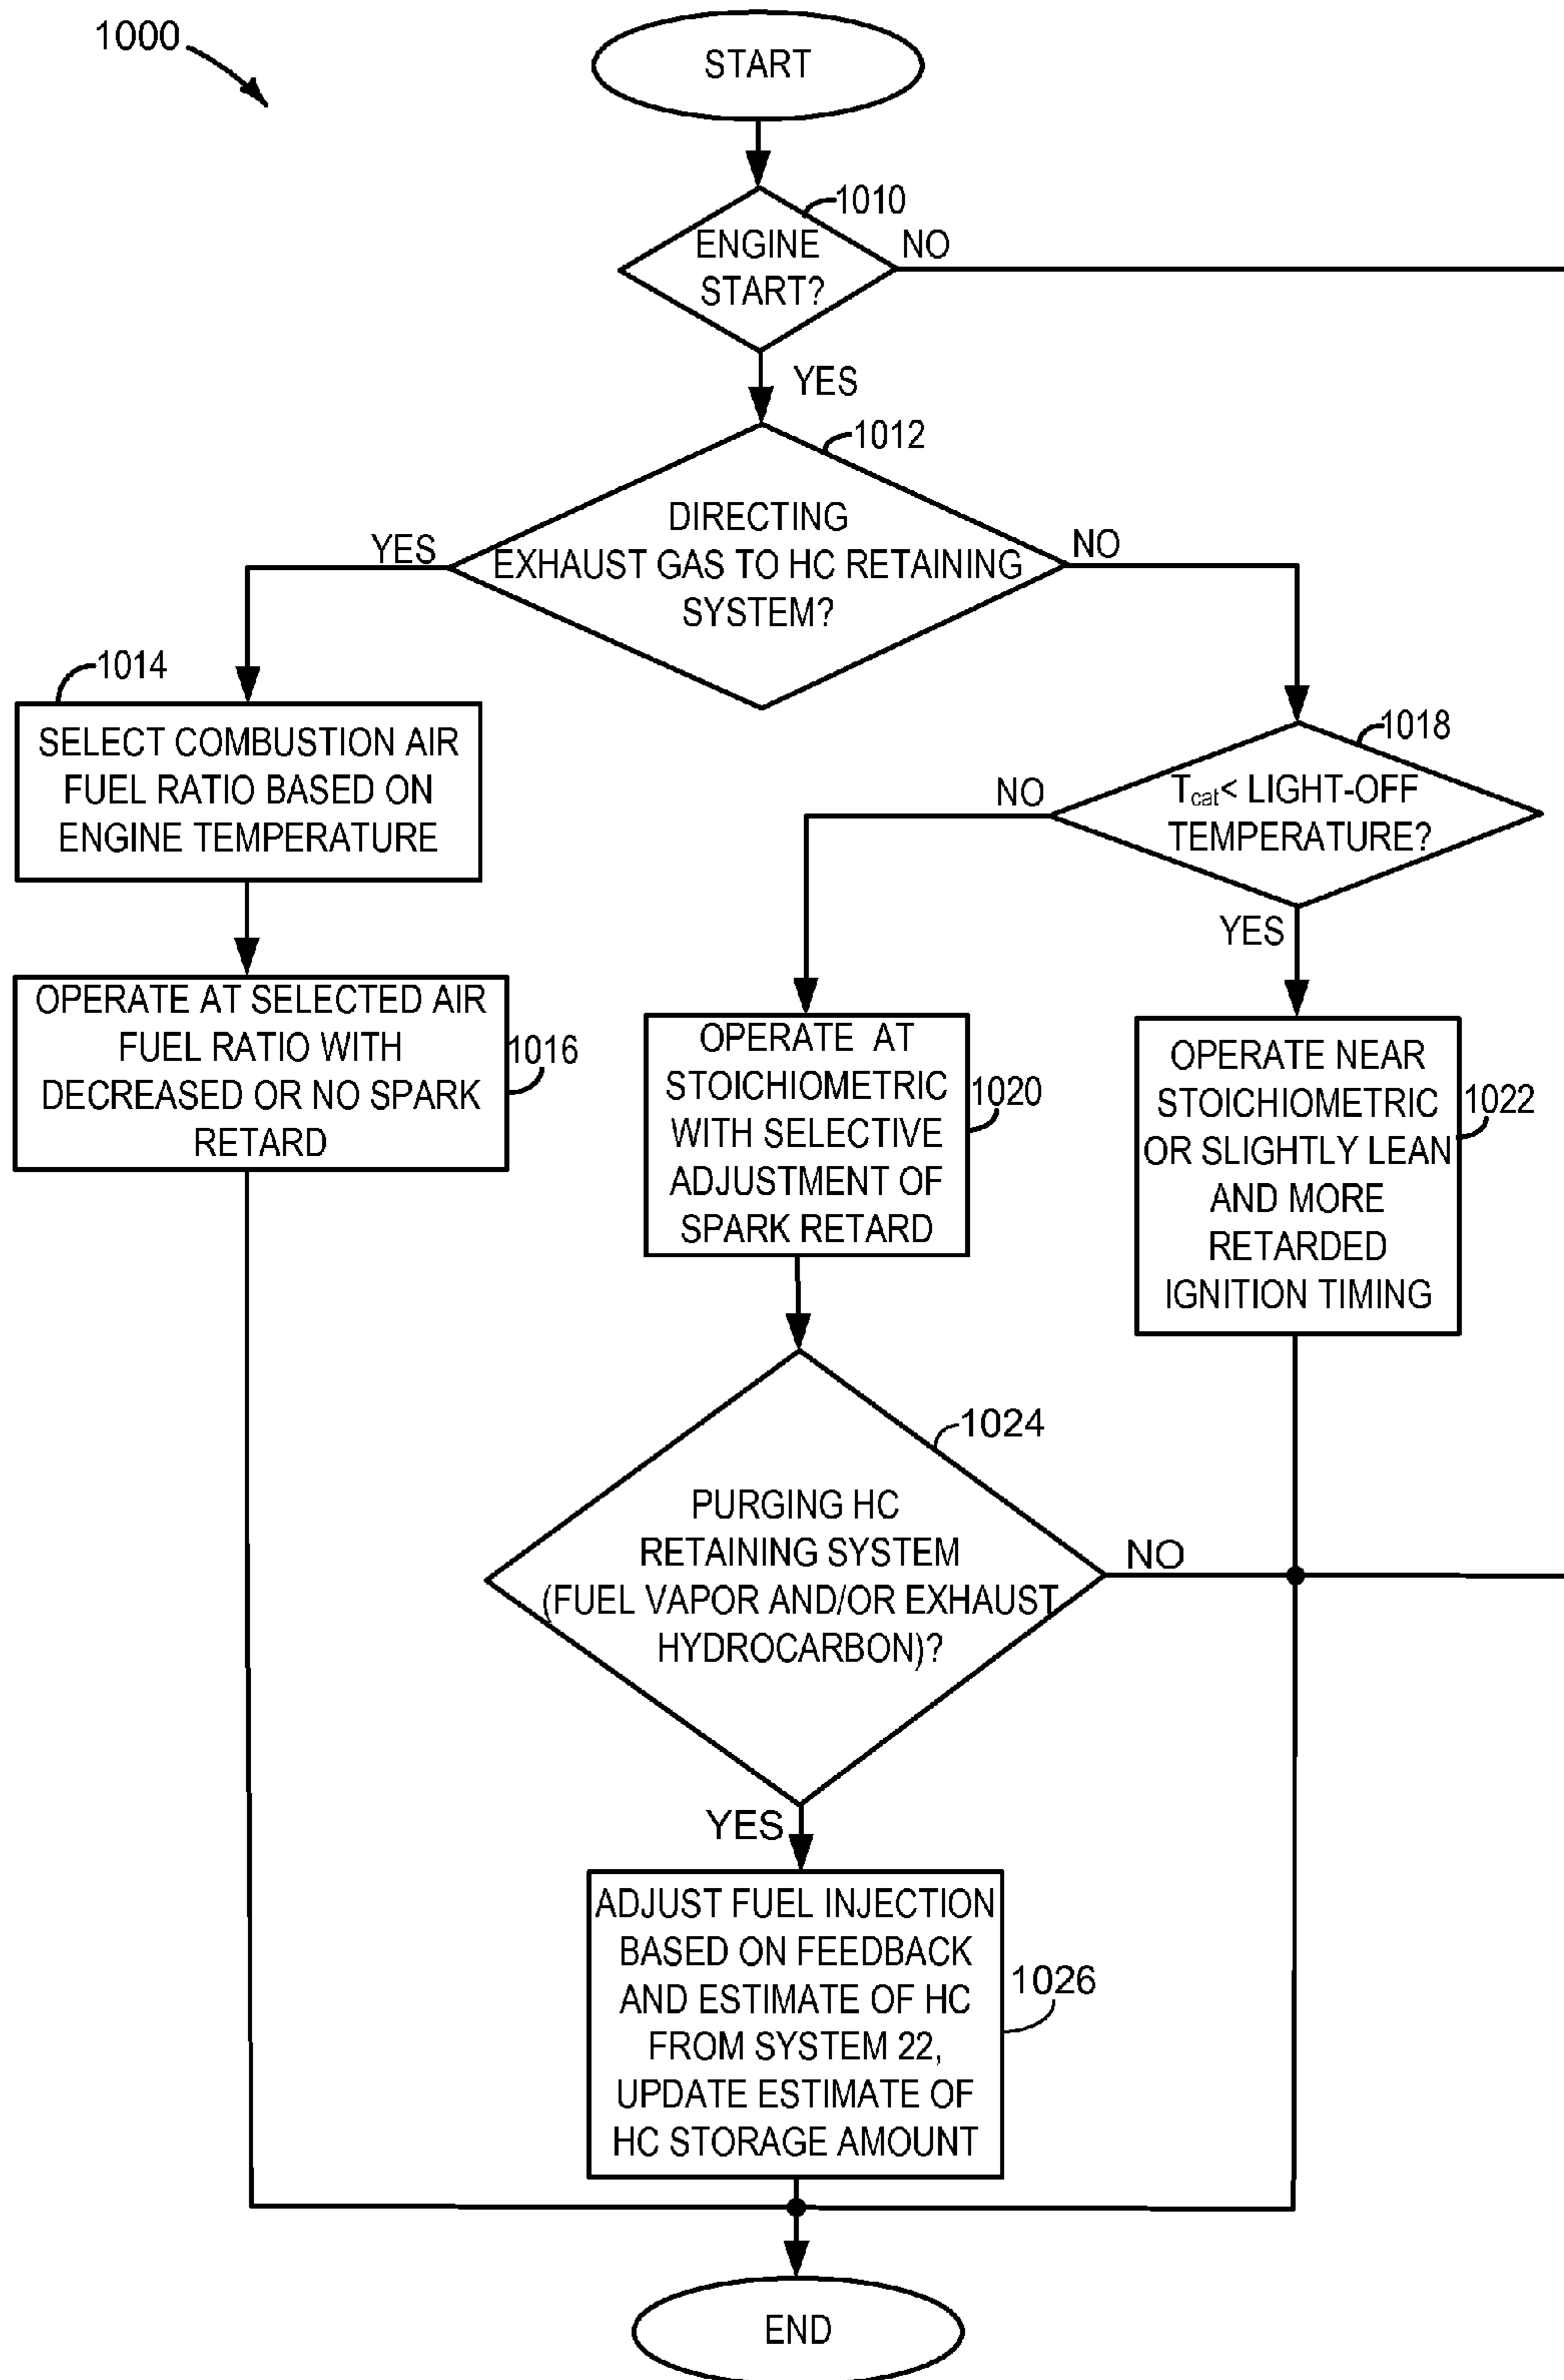 1000
START
1010
ENGINE
START?
NO
YES
1012
DIRECTING
EXHAUST GAS TO HC RETAINING
SYSTEM?
YES
NO
1014
SELECT COMBUSTION AIR
FUEL RATIO BASED ON
ENGINE TEMPERATURE
1018
Tcat< LIGHT-OFF
TEMPERATURE?
NO
YES
OPERATE AT SELECTED AIR
FUEL RATIO WITH
DECREASED OR NO SPARK
RETARD
1016
OPERATE AT
STOICHIOMETRIC
WITH SELECTIVE
ADJUSTMENT OF
SPARK RETARD
1020
OPERATE NEAR
STOICHIOMETRIC
OR SLIGHTLY LEAN
AND MORE
RETARDED
IGNITION TIMING
1022
1024
PURGING HC
RETAINING SYSTEM
(FUEL VAPOR AND/OR EXHAUST
HYDROCARBON)?
NO
YES
ADJUST FUEL INJECTION
BASED ON FEEDBACK
AND ESTIMATE OF HC
FROM SYSTEM 22,
UPDATE ESTIMATE OF
HC STORAGE AMOUNT
1026
END